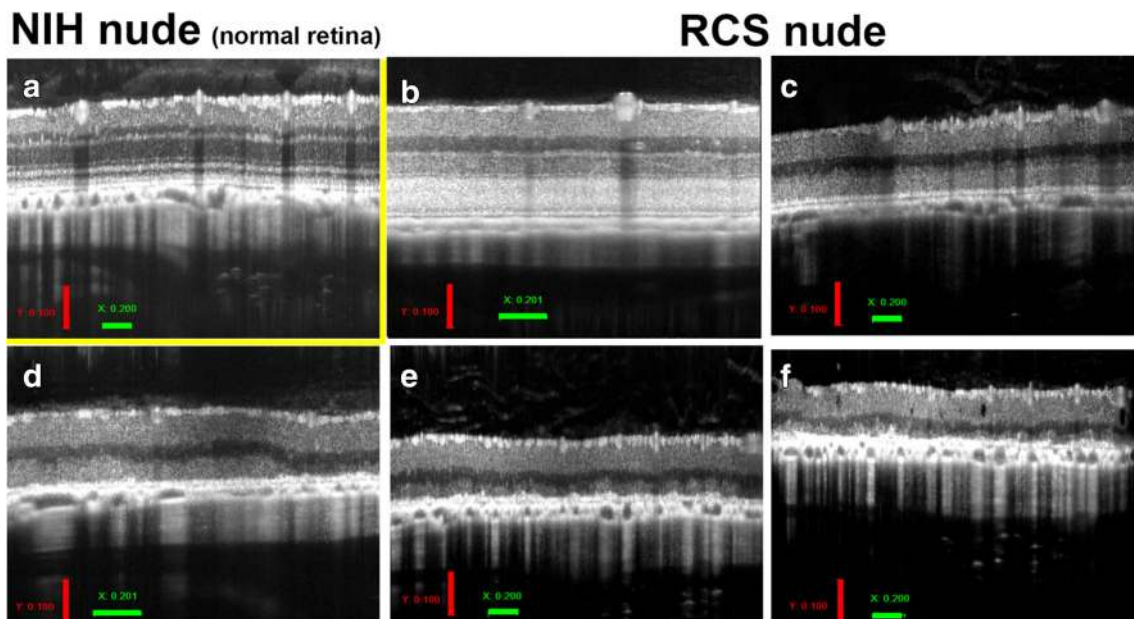 NIH nude (normal retina)
RCS nude
a
b
c
Y: 0.100
X: 0.200
Y: 0.100
X: 0.201
Y: 0.100
X: 0.200
d
e
f
Y: 0.100
X: 0.201
Y: 0.100
X: 0.200
Y: 0.100
X: 0.200